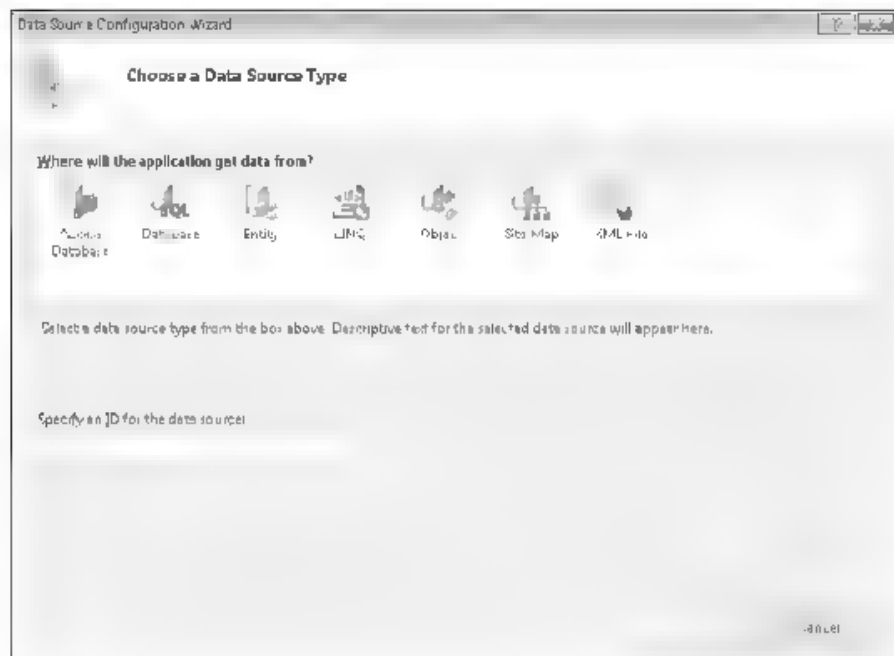 Data Source Configuration Wizard
Choose a Data Source Type
Where will the application get data from?
Access Database
Database
Entity
LINQ
Object
Site Map
XML File
Select a data source type from the box above. Descriptive text for the selected data source will appear here.
Specify an ID for the data source:
Cancel